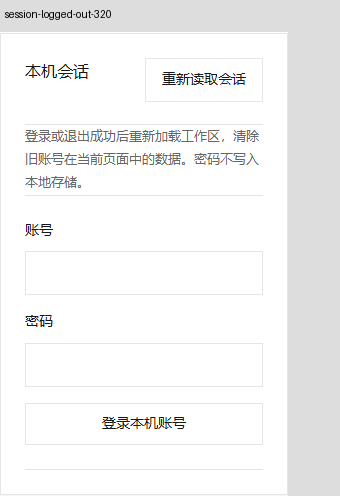 session-logged-out-320
本机会话
重新读取会话
登录或退出成功后重新加载工作区，清除
旧账号在当前页面中的数据。密码不写入
本地存储。
账号
密码
登录本机账号